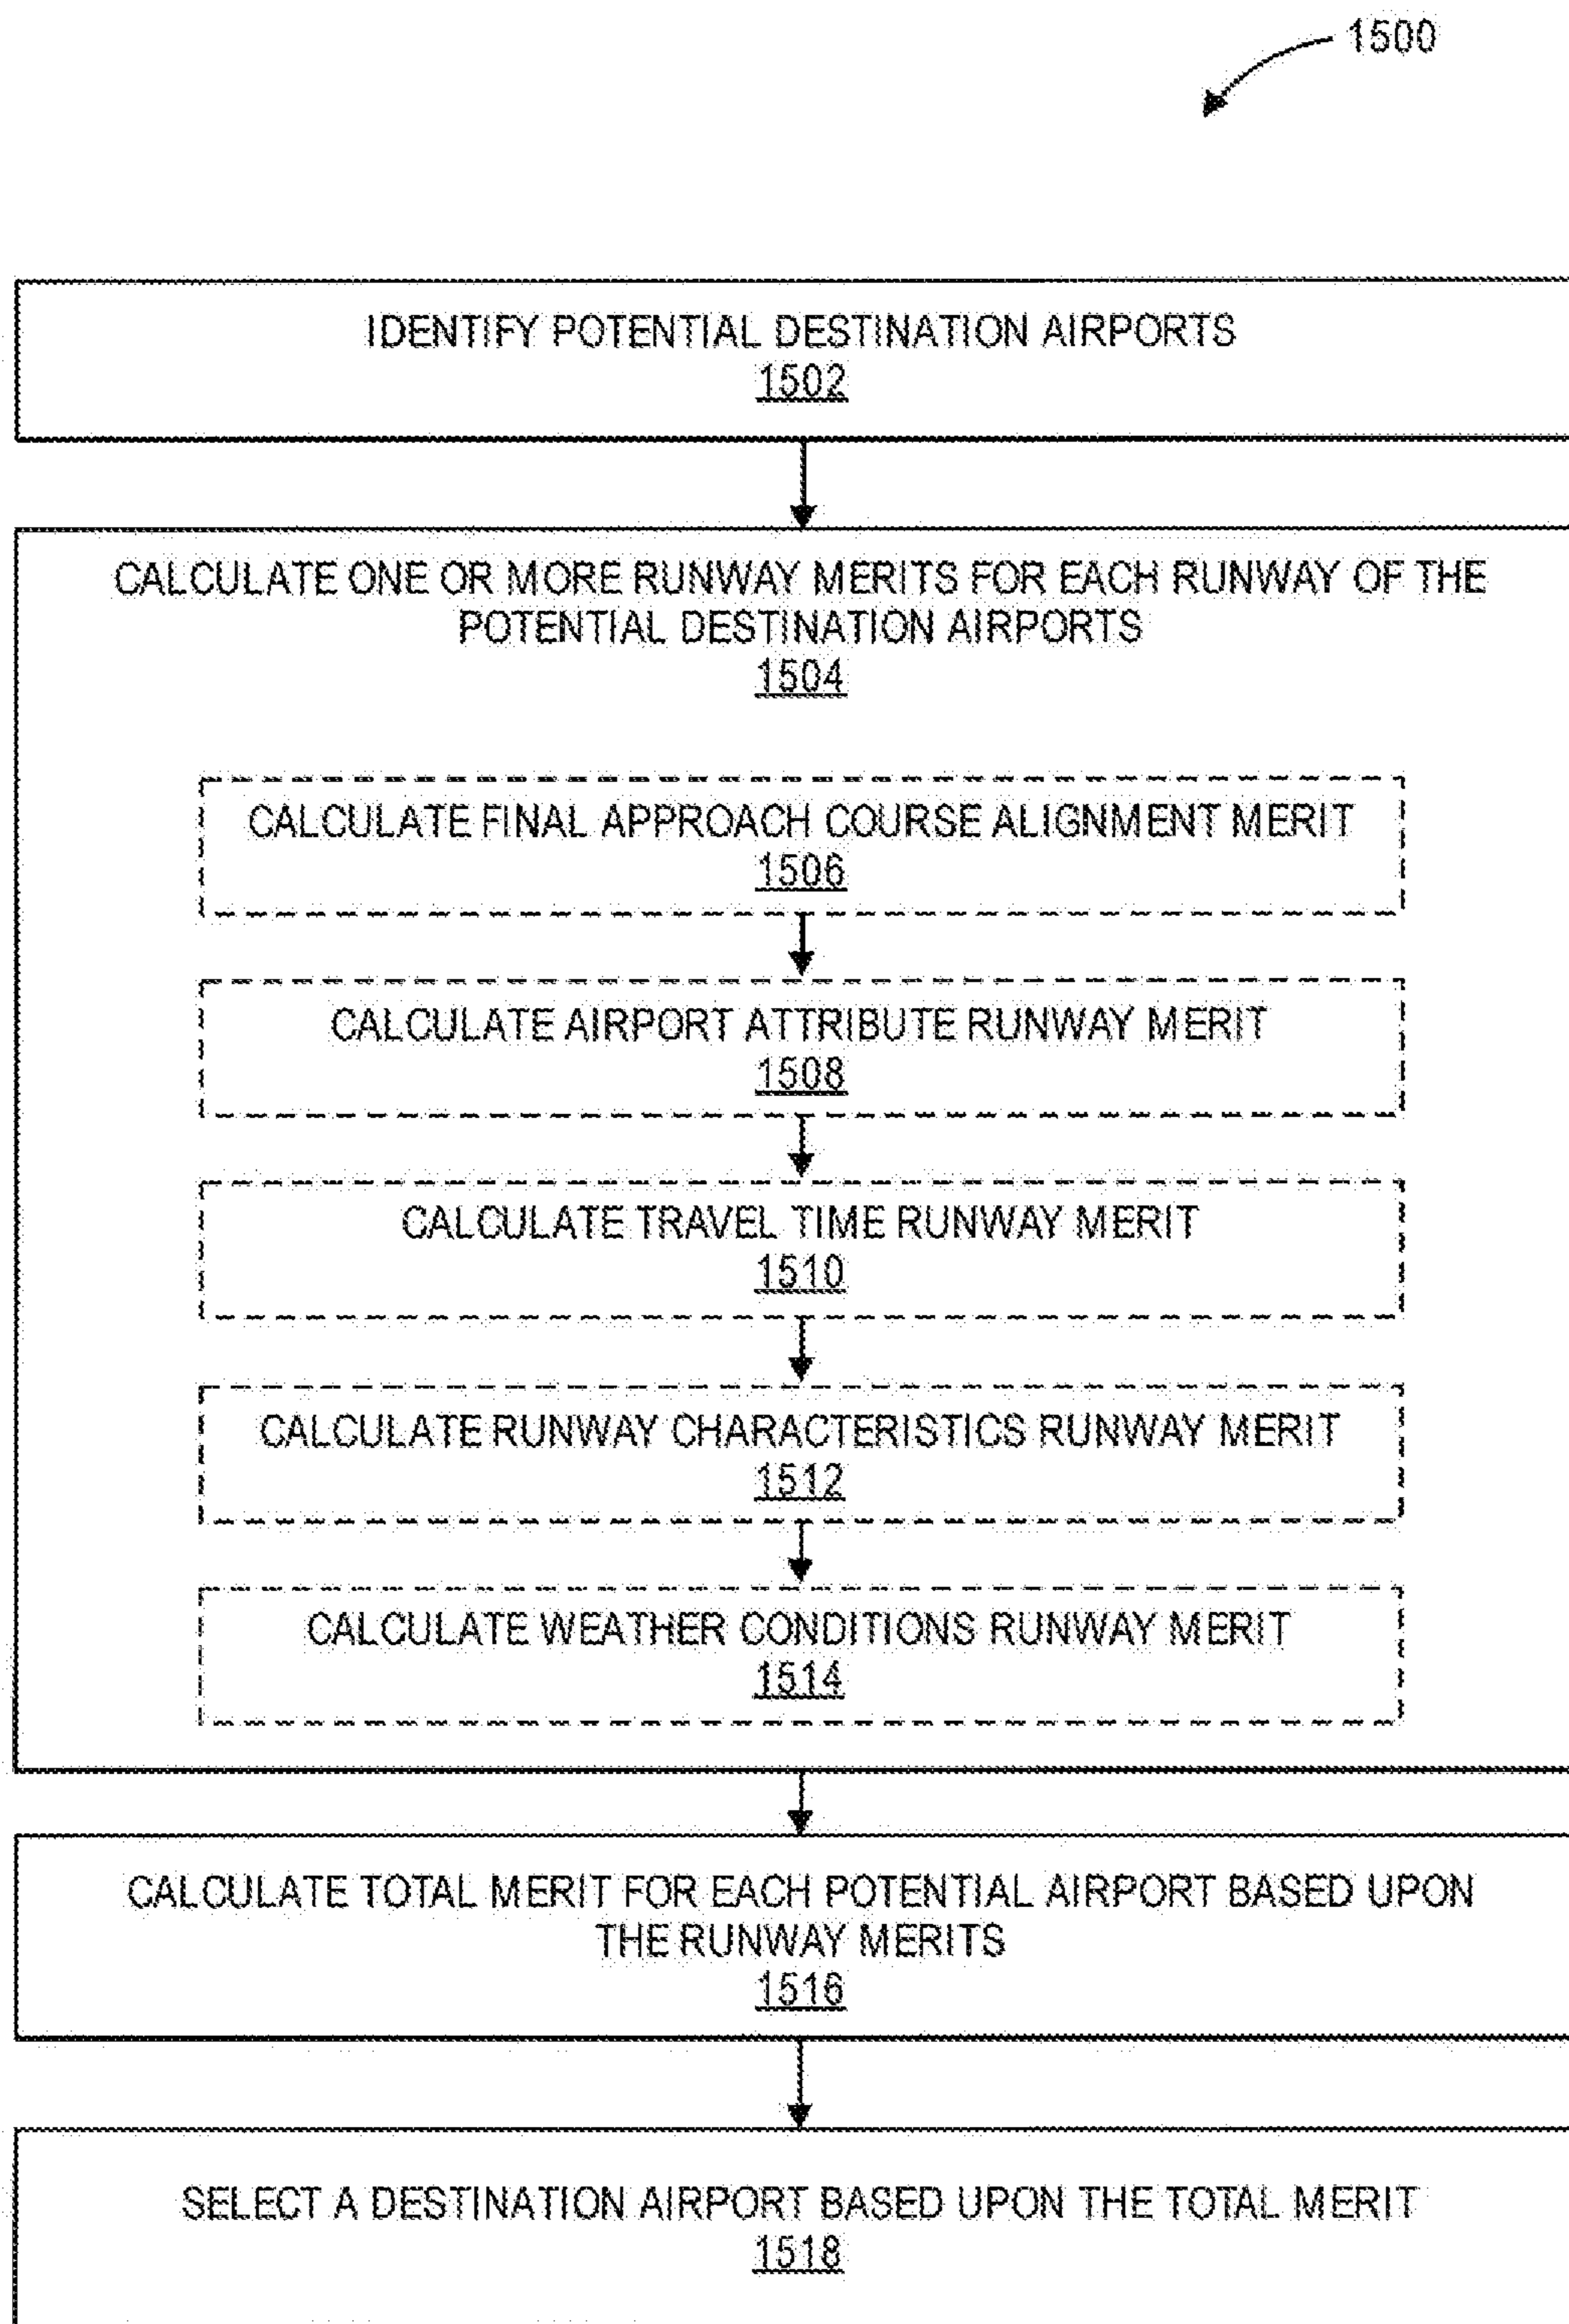 1500
IDENTIFY POTENTIAL DESTINATION AIRPORTS
1502
CALCULATE ONE OR MORE RUNWAY MERITS FOR EACH RUNWAY OF THE
POTENTIAL DESTINATION AIRPORTS
1504
CALCULATE FINAL APPROACH COURSE ALIGNMENT MERIT
1506
CALCULATE AIRPORT ATTRIBUTE RUNWAY MERIT
1508
CALCULATE TRAVEL TIME RUNWAY MERIT
1510
CALCULATE RUNWAY CHARACTERISTICS RUNWAY MERIT
1512
CALCULATE WEATHER CONDITIONS RUNWAY MERIT
1514
CALCULATE TOTAL MERIT FOR EACH POTENTIAL AIRPORT BASED UPON
THE RUNWAY MERITS
1516
SELECT A DESTINATION AIRPORT BASED UPON THE TOTAL MERIT
1518